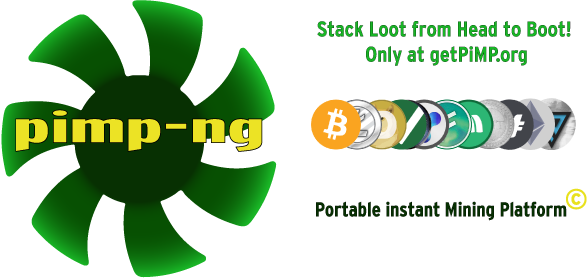 pimp-ng
Stack Loot from Head to Boot!
Only at getPiMP.org
Portable instant Mining Platform©